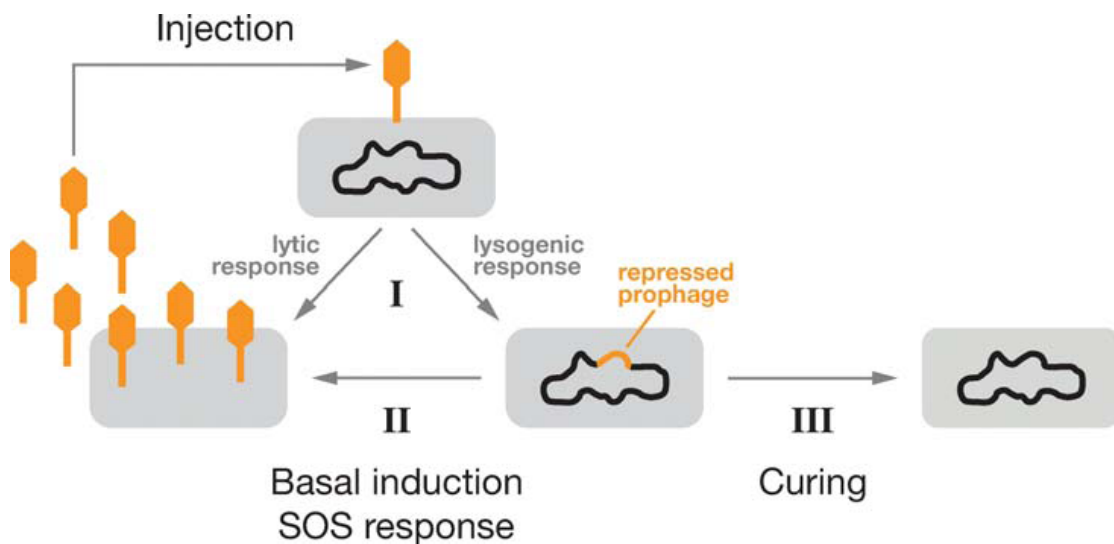 Injection
lytic
response
lysogenic
response
I
repressed
prophage
II
III
Basal induction
SOS response
Curing